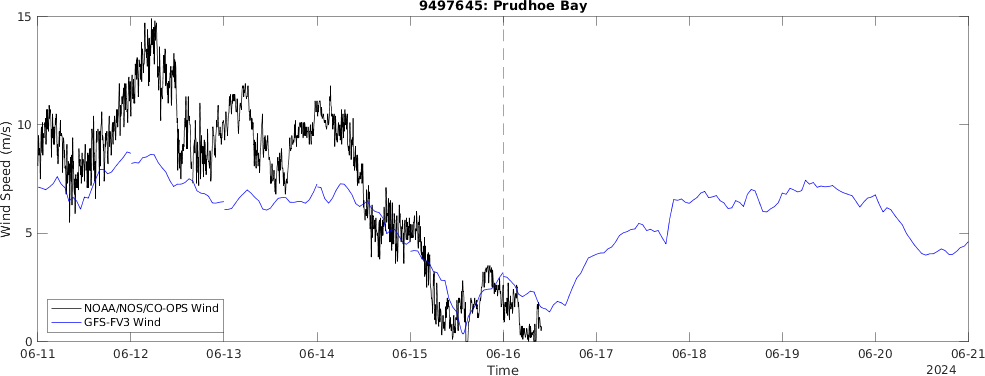 9497645: Prudhoe Bay
15
10
5
0
Wind Speed (m/s)
NOAA/NOS/CO-OPS Wind
GFS-FV3 Wind
06-11 06-12 06-13 06-14 06-15 06-16 06-17 06-18 06-19 06-20 06-21
Time
2024